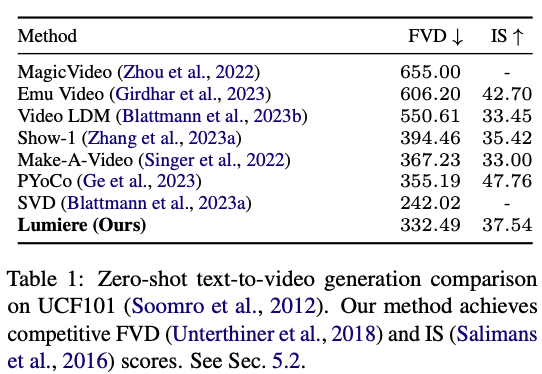 Method FVD ↓ IS ↑
MagicVideo (Zhou et al., 2022) 655.00 -
Emu Video (Girdhar et al., 2023) 606.20 42.70
Video LDM (Blattmann et al., 2023b) 550.61 33.45
Show-1 (Zhang et al., 2023a) 394.46 35.42
Make-A-Video (Singer et al., 2022) 367.23 33.00
PYoCo (Ge et al., 2023) 355.19 47.76
SVD (Blattmann et al., 2023a) 242.02 -
Lumiere (Ours) 332.49 37.54
Table 1: Zero-shot text-to-video generation comparison
on UCF101 (Soomro et al., 2012). Our method achieves
competitive FVD (Unterthiner et al., 2018) and IS (Salimans
et al., 2016) scores. See Sec. 5.2.